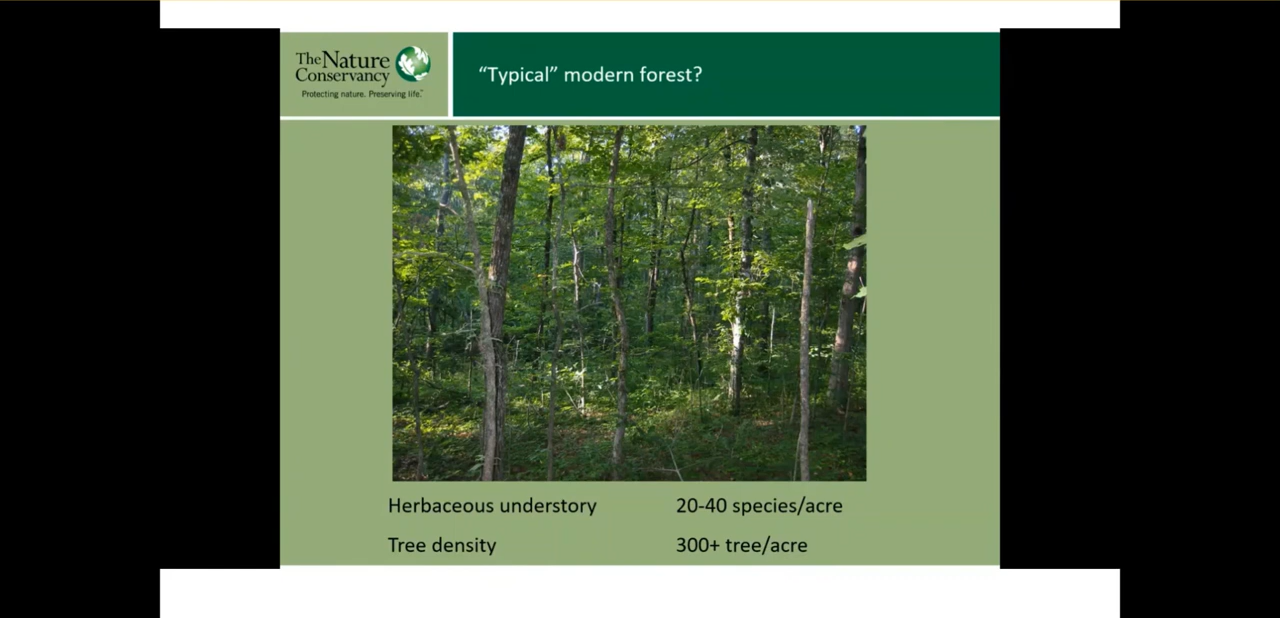 The Nature
Conservancy
Protecting nature. Preserving life.™
“Typical” modern forest?
Herbaceous understory 20-40 species/acre
Tree density 300+ tree/acre